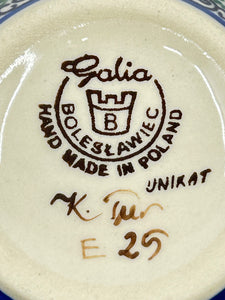 Galia
BOLESŁAWIEC
B
HAND MADE IN POLAND
UNIKAT
K.
E 25